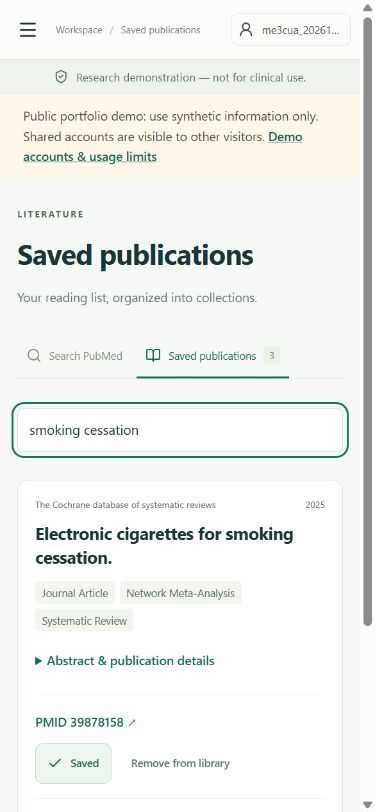 Workspace / Saved publications
me3cua_20261...
Research demonstration — not for clinical use.
Public portfolio demo: use synthetic information only.
Shared accounts are visible to other visitors. Demo
accounts & usage limits
LITERATURE
Saved publications
Your reading list, organized into collections.
Search PubMed
Saved publications 3
smoking cessation
The Cochrane database of systematic reviews 2025
Electronic cigarettes for smoking
cessation.
Journal Article Network Meta-Analysis
Systematic Review
Abstract & publication details
PMID 39878158 ↗
Saved Remove from library